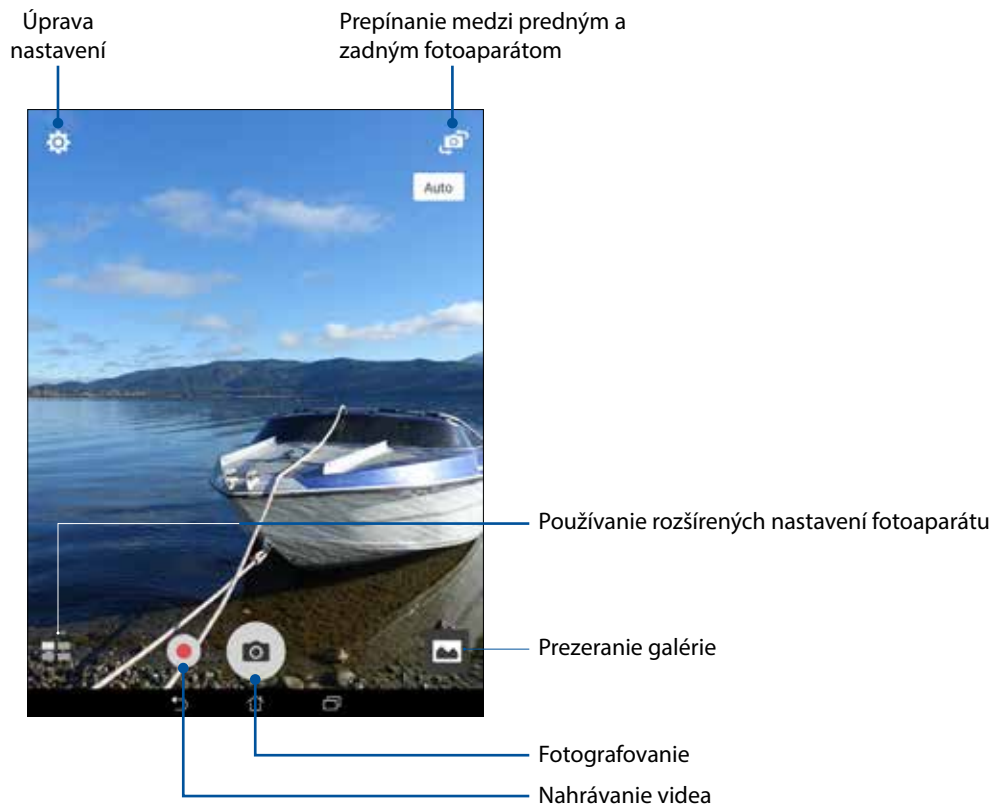 Úprava
nastavení
Prepínanie medzi predným a
zadným fotoaparátom
Auto
Používanie rozšírených nastavení fotoaparátu
Prezeranie galérie
Fotografovanie
Nahrávanie videa